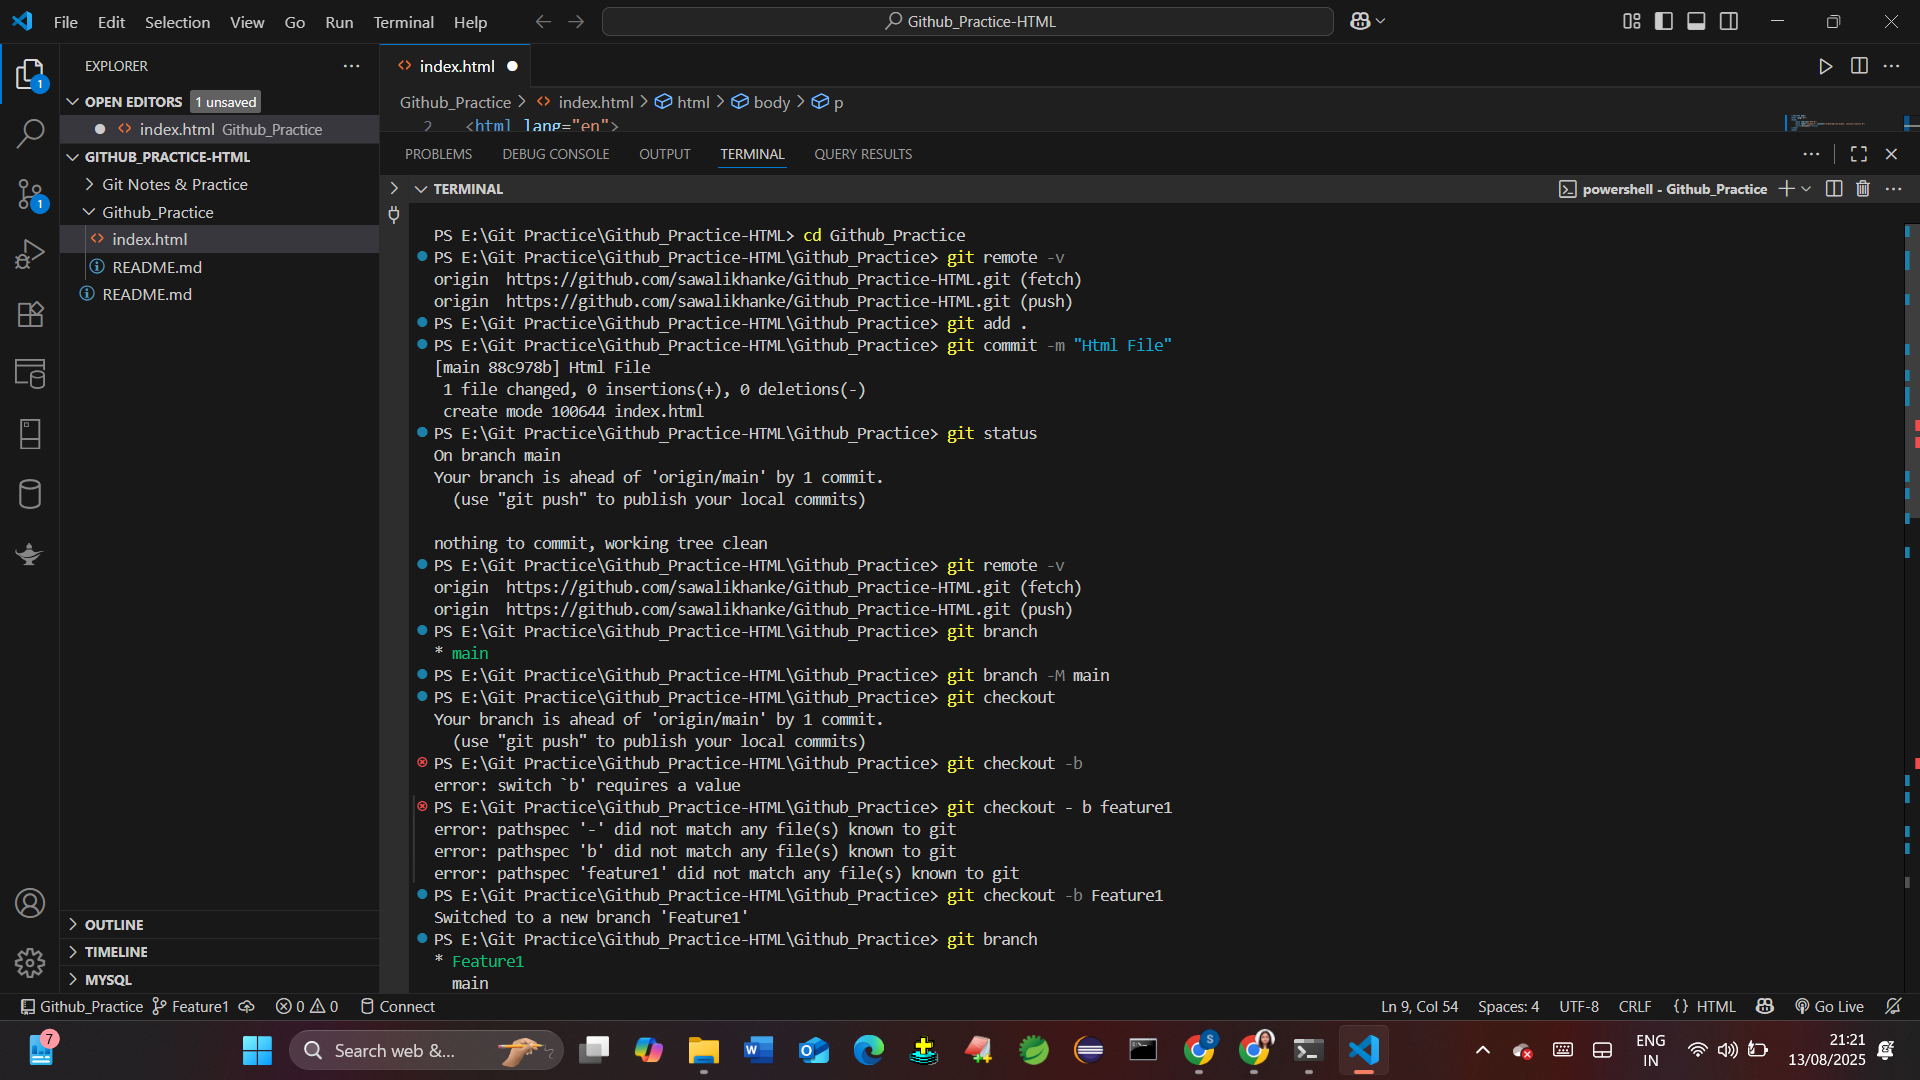 File Edit Selection View Go Run Terminal Help
Github_Practice-HTML
EXPLORER
OPEN EDITORS 1 unsaved
index.html Github_Practice
GITHUB_PRACTICE-HTML
Git Notes & Practice
Github_Practice
index.html
README.md
README.md
OUTLINE
TIMELINE
MYSQL
1
1
index.html
Github_Practice > index.html > html > body > p
2 <html lang="en">
PROBLEMS DEBUG CONSOLE OUTPUT TERMINAL QUERY RESULTS
TERMINAL
powershell - Github_Practice
PS E:\Git Practice\Github_Practice-HTML> cd Github_Practice
PS E:\Git Practice\Github_Practice-HTML\Github_Practice> git remote -v
origin  https://github.com/sawalikhanke/Github_Practice-HTML.git (fetch)
origin  https://github.com/sawalikhanke/Github_Practice-HTML.git (push)
PS E:\Git Practice\Github_Practice-HTML\Github_Practice> git add .
PS E:\Git Practice\Github_Practice-HTML\Github_Practice> git commit -m "Html File"
[main 88c978b] Html File
 1 file changed, 0 insertions(+), 0 deletions(-)
 create mode 100644 index.html
PS E:\Git Practice\Github_Practice-HTML\Github_Practice> git status
On branch main
Your branch is ahead of 'origin/main' by 1 commit.
  (use "git push" to publish your local commits)
nothing to commit, working tree clean
PS E:\Git Practice\Github_Practice-HTML\Github_Practice> git remote -v
origin  https://github.com/sawalikhanke/Github_Practice-HTML.git (fetch)
origin  https://github.com/sawalikhanke/Github_Practice-HTML.git (push)
PS E:\Git Practice\Github_Practice-HTML\Github_Practice> git branch
* main
PS E:\Git Practice\Github_Practice-HTML\Github_Practice> git branch -M main
PS E:\Git Practice\Github_Practice-HTML\Github_Practice> git checkout
Your branch is ahead of 'origin/main' by 1 commit.
  (use "git push" to publish your local commits)
PS E:\Git Practice\Github_Practice-HTML\Github_Practice> git checkout -b
error: switch `b' requires a value
PS E:\Git Practice\Github_Practice-HTML\Github_Practice> git checkout - b feature1
error: pathspec '-' did not match any file(s) known to git
error: pathspec 'b' did not match any file(s) known to git
error: pathspec 'feature1' did not match any file(s) known to git
PS E:\Git Practice\Github_Practice-HTML\Github_Practice> git checkout -b Feature1
Switched to a new branch 'Feature1'
PS E:\Git Practice\Github_Practice-HTML\Github_Practice> git branch
* Feature1
  main
Github_Practice Feature1 0 0 Connect
Ln 9, Col 54 Spaces: 4 UTF-8 CRLF {} HTML Go Live
7
Search web &...
S
ENG
IN
21:21
13/08/2025